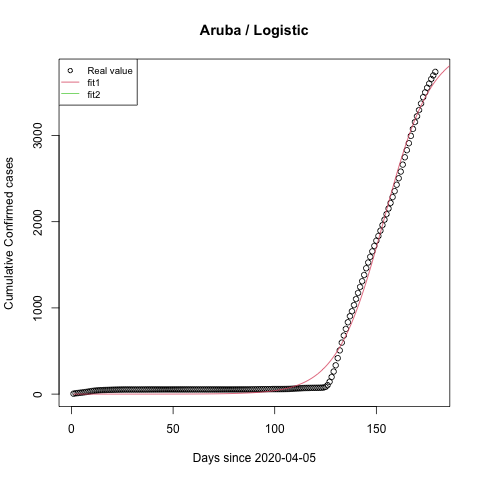 Aruba / Logistic
Real value
fit1
fit2
Cumulative Confirmed cases
3000
2000
1000
0
0 50 100 150
Days since 2020-04-05